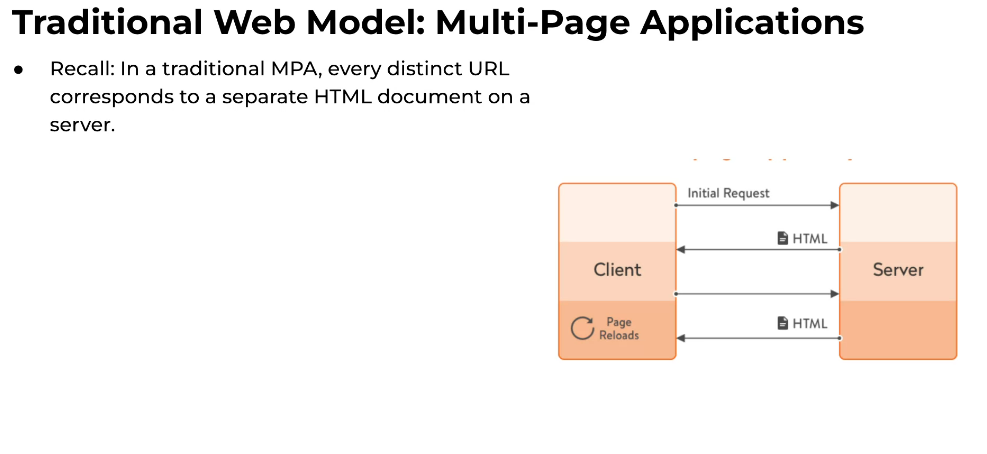 Traditional Web Model: Multi-Page Applications
● Recall: In a traditional MPA, every distinct URL
corresponds to a separate HTML document on a
server.
Initial Request
HTML
Client
Server
Page
Reloads
HTML